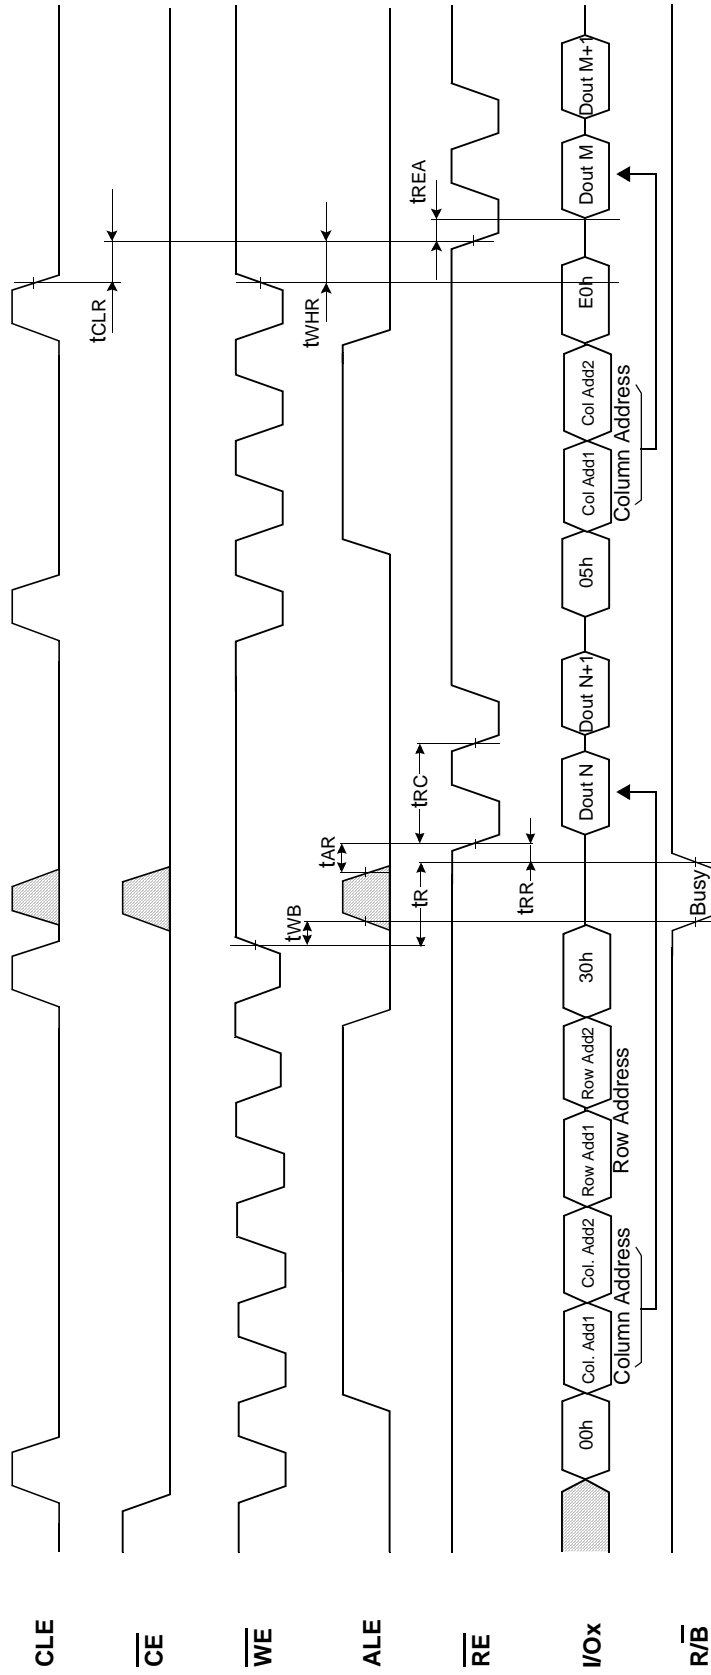 CLE
CE
WE
ALE
RE
I/Ox
R/B
tCLR
tWB
tWHR
tAR
tR
tRC
tREA
tRR
00h
Col. Add1
Col. Add2
Row Add1
Row Add2
30h
Dout N
Dout N+1
05h
Col Add1
Col Add2
E0h
Dout M
Dout M+1
Column Address
Row Address
Column Address
Busy